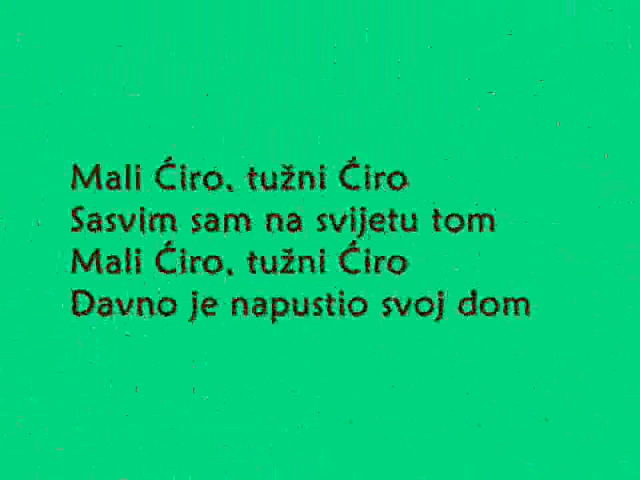 Mali Ćiro, tužni Ćiro
Sasvim sam na svijetu tom
Mali Ćiro, tužni Ćiro
Davno je napustio svoj dom